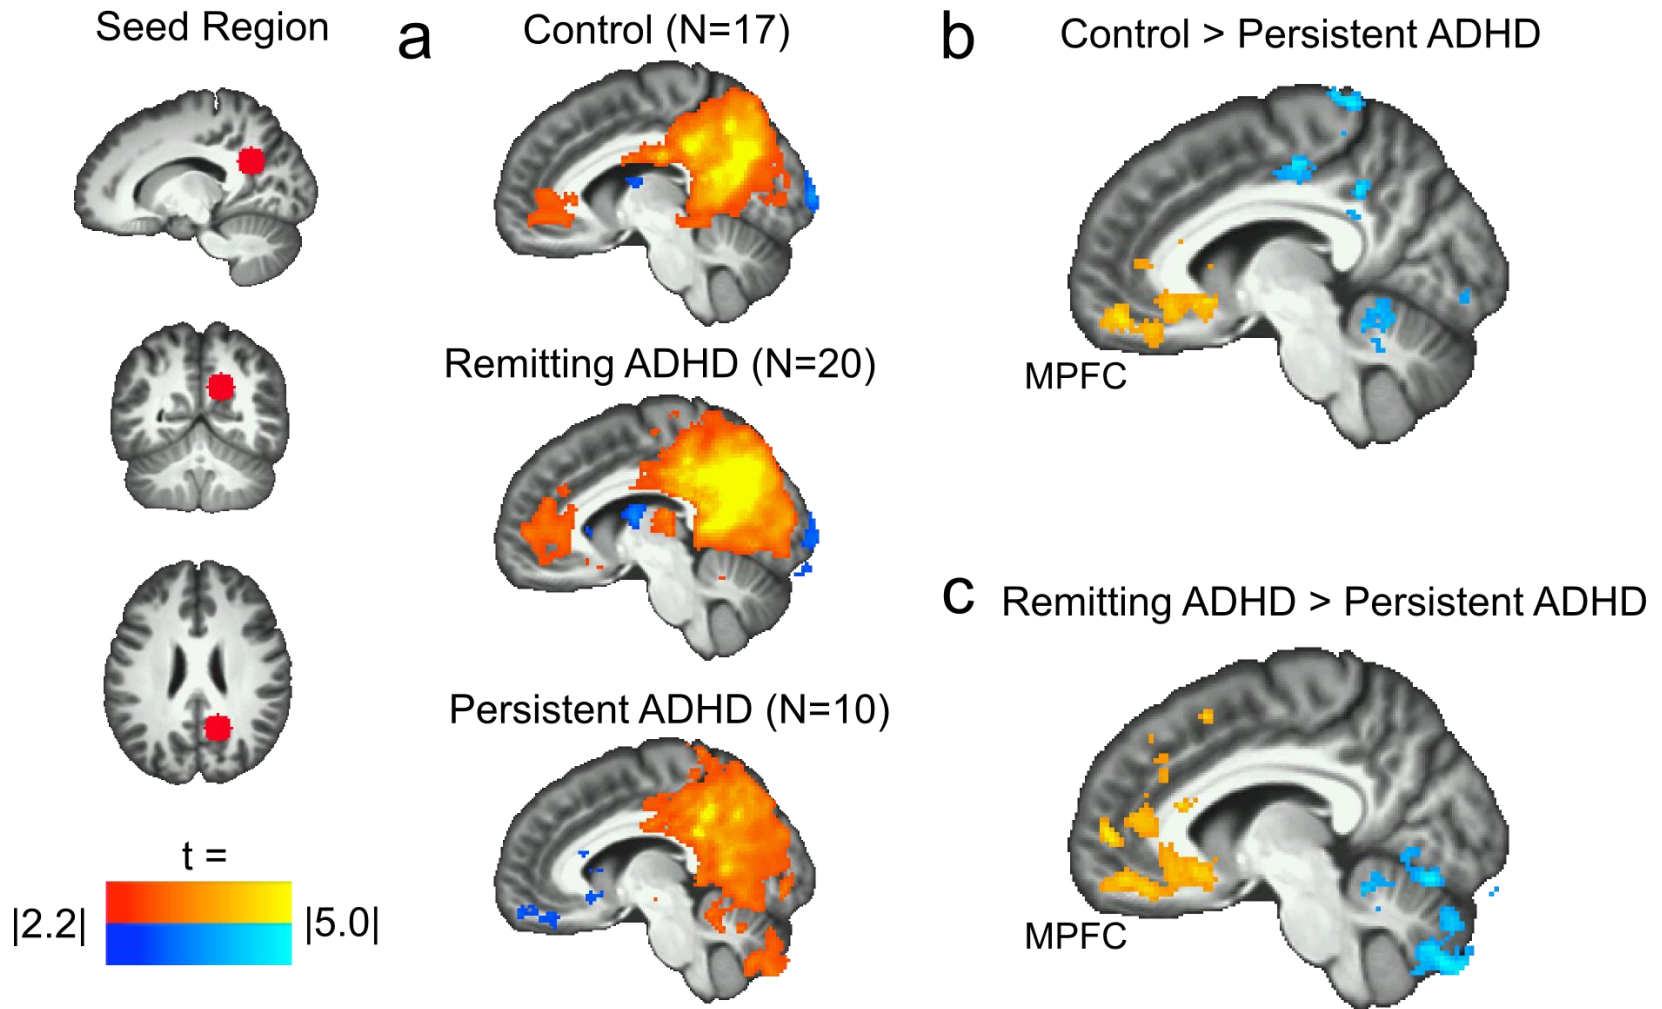 Seed Region
t =
|2.2|
|5.0|
a
Control (N=17)
Remitting ADHD (N=20)
Persistent ADHD (N=10)
b
Control > Persistent ADHD
MPFC
c
Remitting ADHD > Persistent ADHD
MPFC